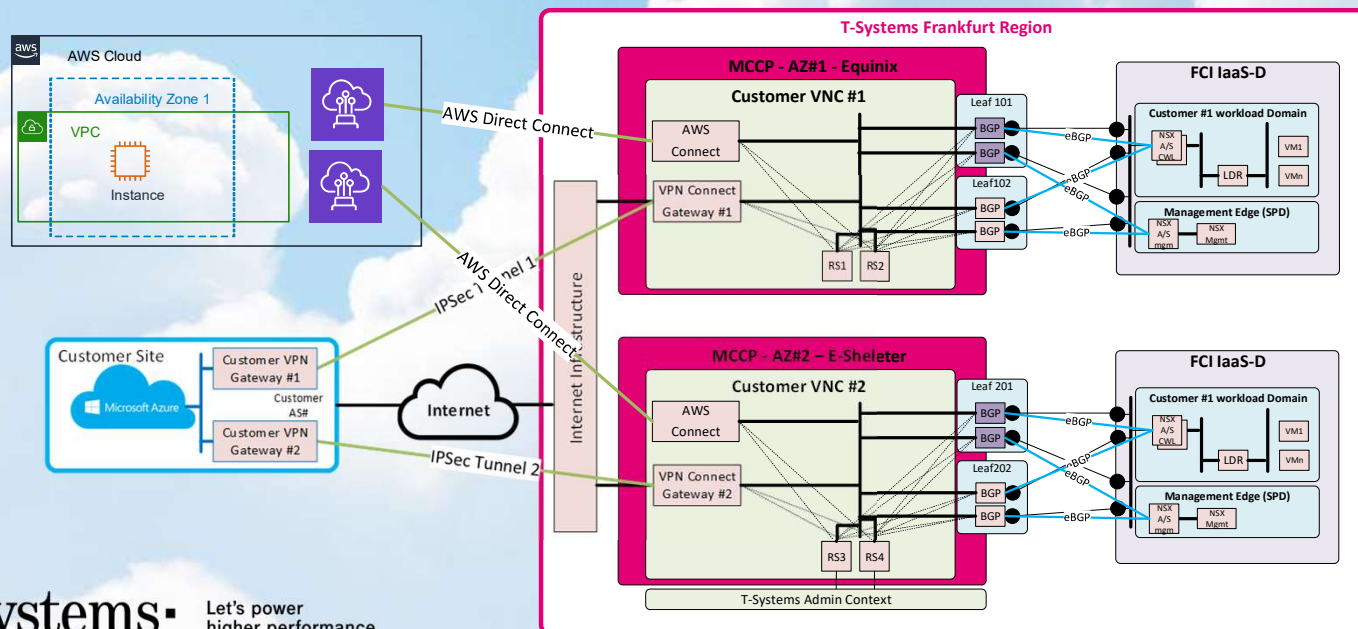 T-Systems Frankfurt Region
aws
AWS Cloud
Availability Zone 1
VPC
Instance
AWS Direct Connect
AWS Direct Connect
IPSec Tunnel 1
IPSec Tunnel 2
Customer Site
Microsoft Azure
Customer VPN
Gateway #1
Customer
AS#
Customer VPN
Gateway #2
Internet
Internet Infrastructure
MCCP - AZ#1 - Equinix
Customer VNC #1
AWS
Connect
VPN Connect
Gateway #1
RS1
RS2
Leaf 101
BGP
BGP
Leaf102
BGP
BGP
eBGP
eBGP
eBGP
eBGP
FCI IaaS-D
Customer #1 workload Domain
NSX
A/S
CWL
LDR
VM1
VMn
Management Edge (SPD)
NSX
A/S
mgm
NSX
Mgmt
MCCP - AZ#2 – E-Sheleter
Customer VNC #2
AWS
Connect
VPN Connect
Gateway #2
RS3
RS4
Leaf 201
BGP
BGP
Leaf202
BGP
BGP
eBGP
eBGP
eBGP
eBGP
FCI IaaS-D
Customer #1 workload Domain
NSX
A/S
CWL
LDR
VM1
VMn
Management Edge (SPD)
NSX
A/S
mgm
NSX
Mgmt
T-Systems Admin Context
ystems·
Let's power
higher performance